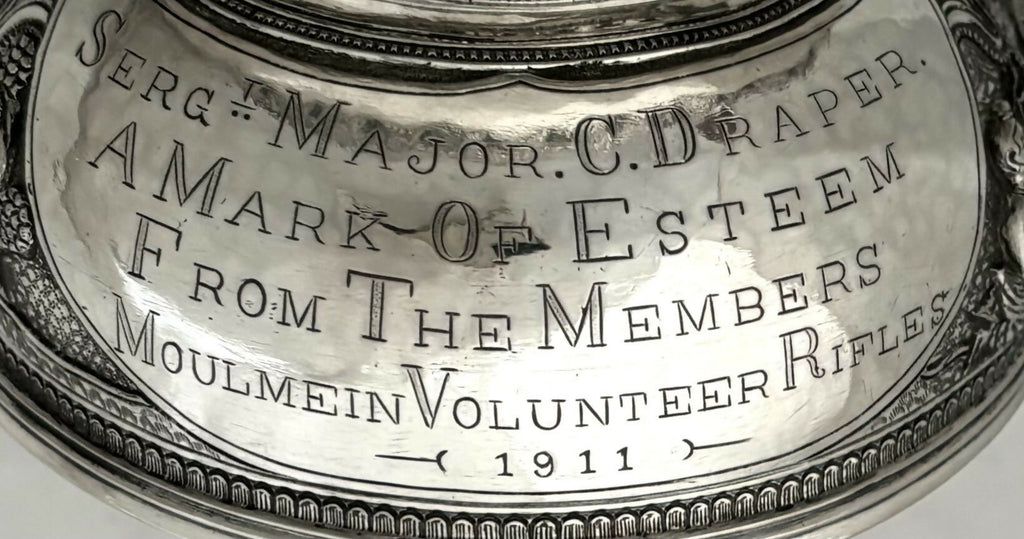 SERGT MAJOR. C. DRAPER.
A MARK OF ESTEEM
FROM THE MEMBERS
MOULMEIN VOLUNTEER RIFLES
1911